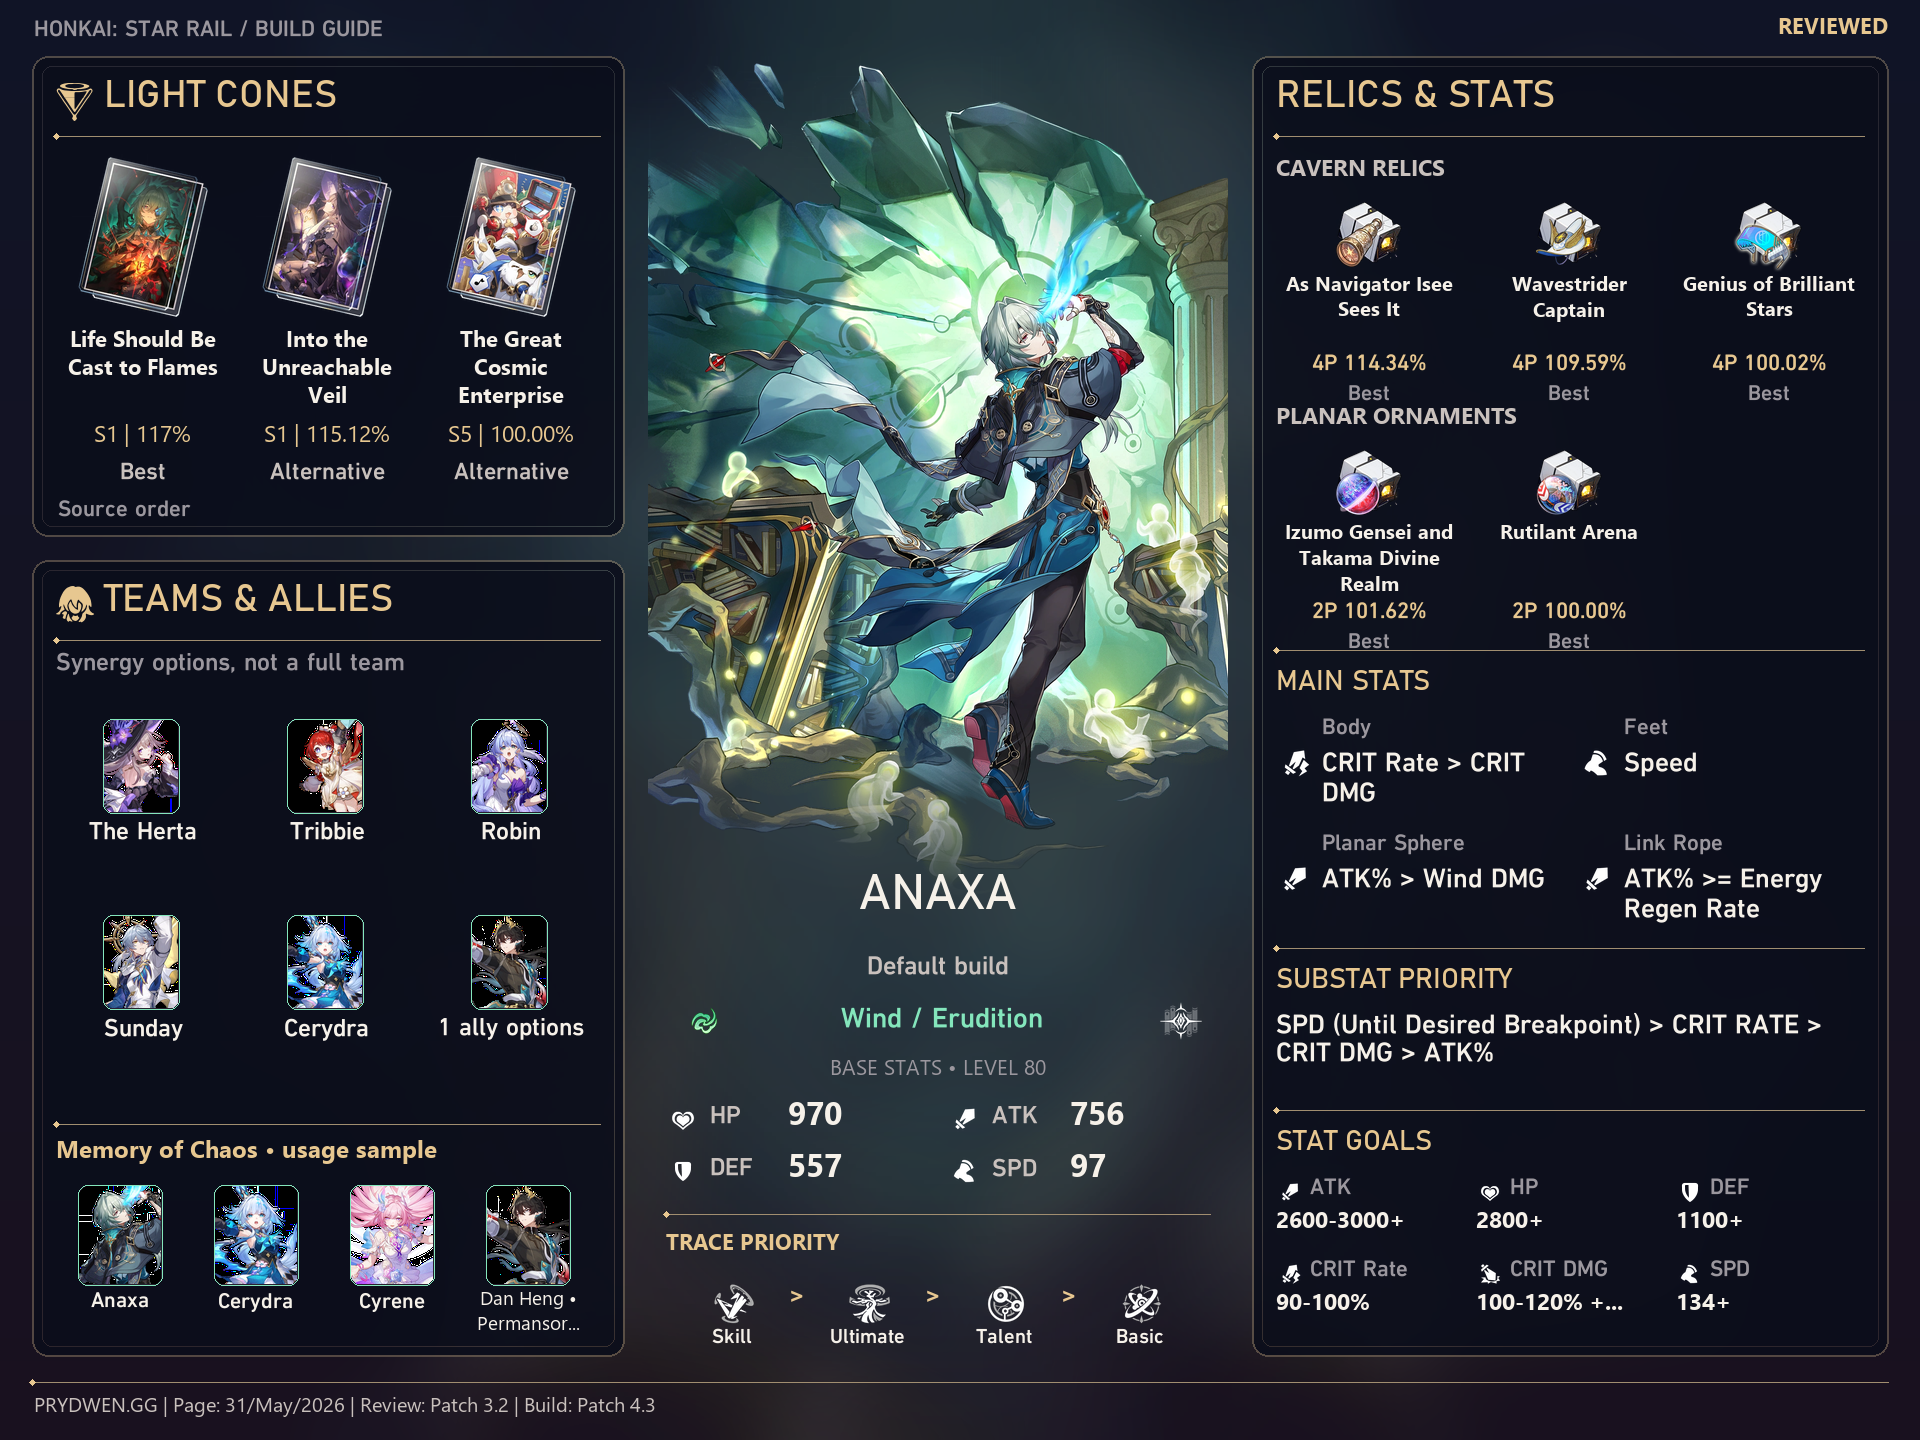 HONKAI: STAR RAIL / BUILD GUIDE
REVIEWED
LIGHT CONES
Life Should Be
Cast to Flames
S1 | 117%
Best
Into the
Unreachable
Veil
S1 | 115.12%
Alternative
The Great
Cosmic
Enterprise
S5 | 100.00%
Alternative
Source order
TEAMS & ALLIES
Synergy options, not a full team
The Herta
Tribbie
Robin
Sunday
Cerydra
1 ally options
Memory of Chaos • usage sample
Anaxa
Cerydra
Cyrene
Dan Heng •
Permansor...
ANAXA
Default build
Wind / Erudition
BASE STATS • LEVEL 80
HP 970
ATK 756
DEF 557
SPD 97
TRACE PRIORITY
Skill > Ultimate > Talent > Basic
RELICS & STATS
CAVERN RELICS
As Navigator Isee
Sees It
4P 114.34%
Best
Wavestrider
Captain
4P 109.59%
Best
Genius of Brilliant
Stars
4P 100.02%
Best
PLANAR ORNAMENTS
Izumo Gensei and
Takama Divine
Realm
2P 101.62%
Best
Rutilant Arena
2P 100.00%
Best
MAIN STATS
Body
CRIT Rate > CRIT
DMG
Feet
Speed
Planar Sphere
ATK% > Wind DMG
Link Rope
ATK% >= Energy
Regen Rate
SUBSTAT PRIORITY
SPD (Until Desired Breakpoint) > CRIT RATE >
CRIT DMG > ATK%
STAT GOALS
ATK
2600-3000+
HP
2800+
DEF
1100+
CRIT Rate
90-100%
CRIT DMG
100-120% +...
SPD
134+
PRYDWEN.GG | Page: 31/May/2026 | Review: Patch 3.2 | Build: Patch 4.3